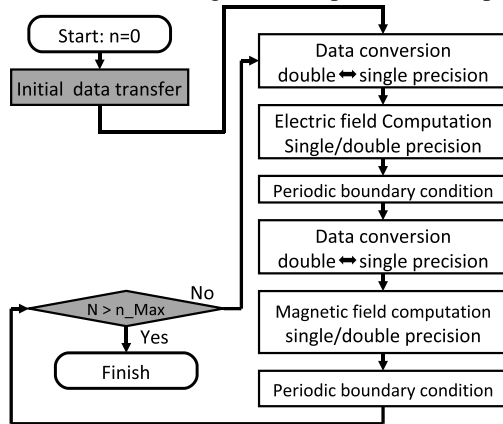 Start: n=0
Initial data transfer
Data conversion
double ⬌ single precision
Electric field Computation
Single/double precision
Periodic boundary condition
Data conversion
double ⬌ single precision
Magnetic field computation
single/double precision
Periodic boundary condition
N > n_Max
No
Yes
Finish